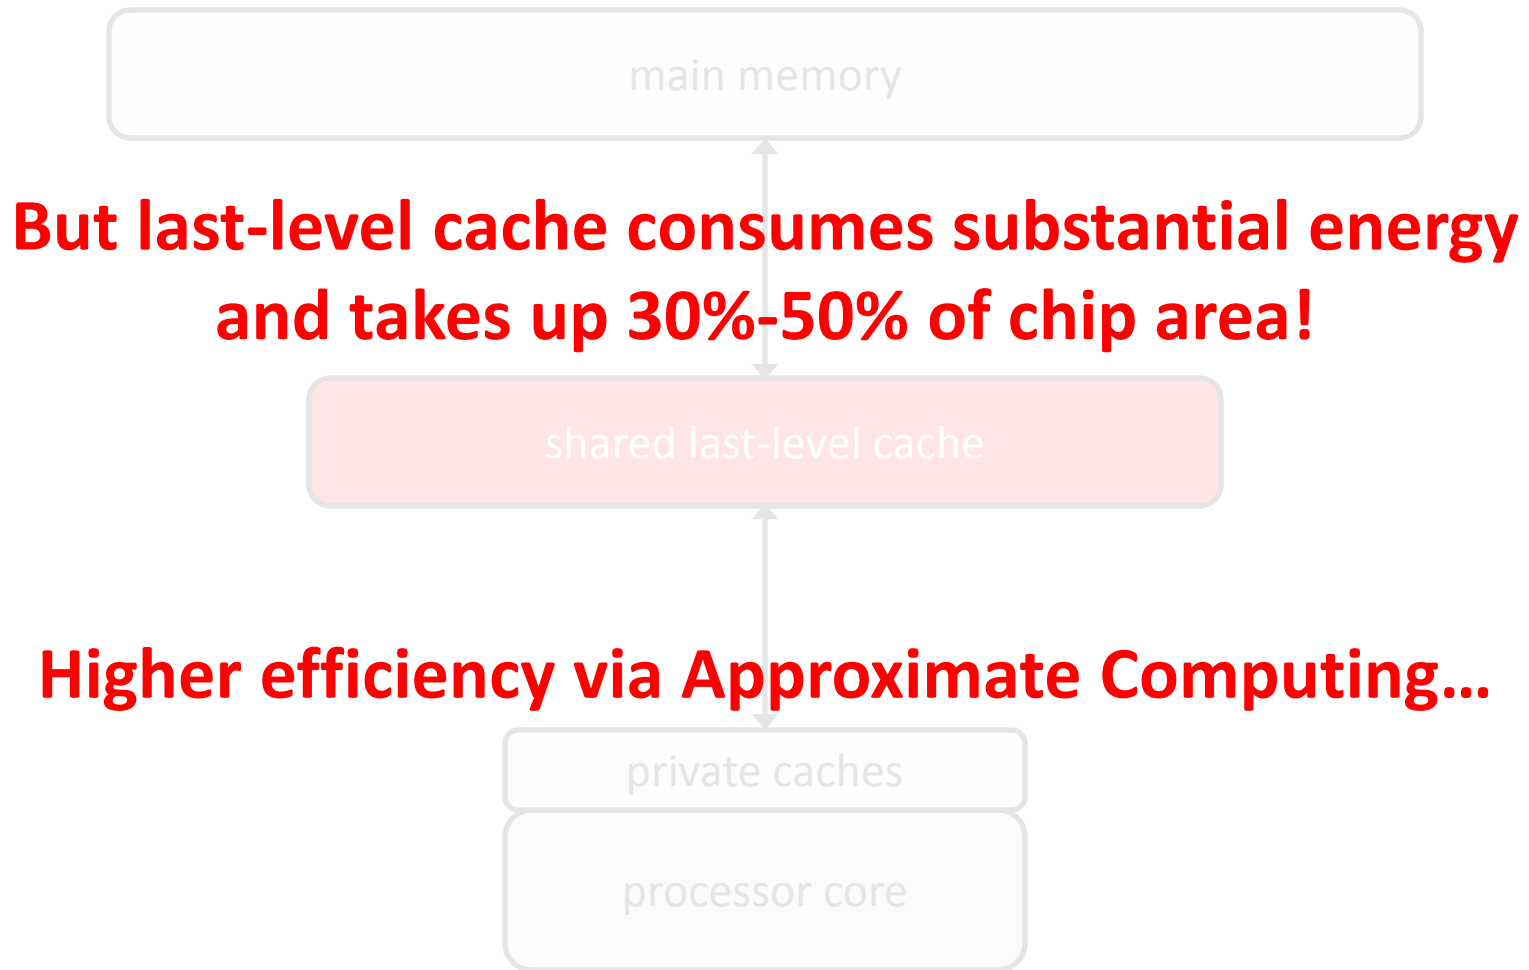 main memory
But last-level cache consumes substantial energy
and takes up 30%-50% of chip area!
shared last-level cache
Higher efficiency via Approximate Computing…
private caches
processor core